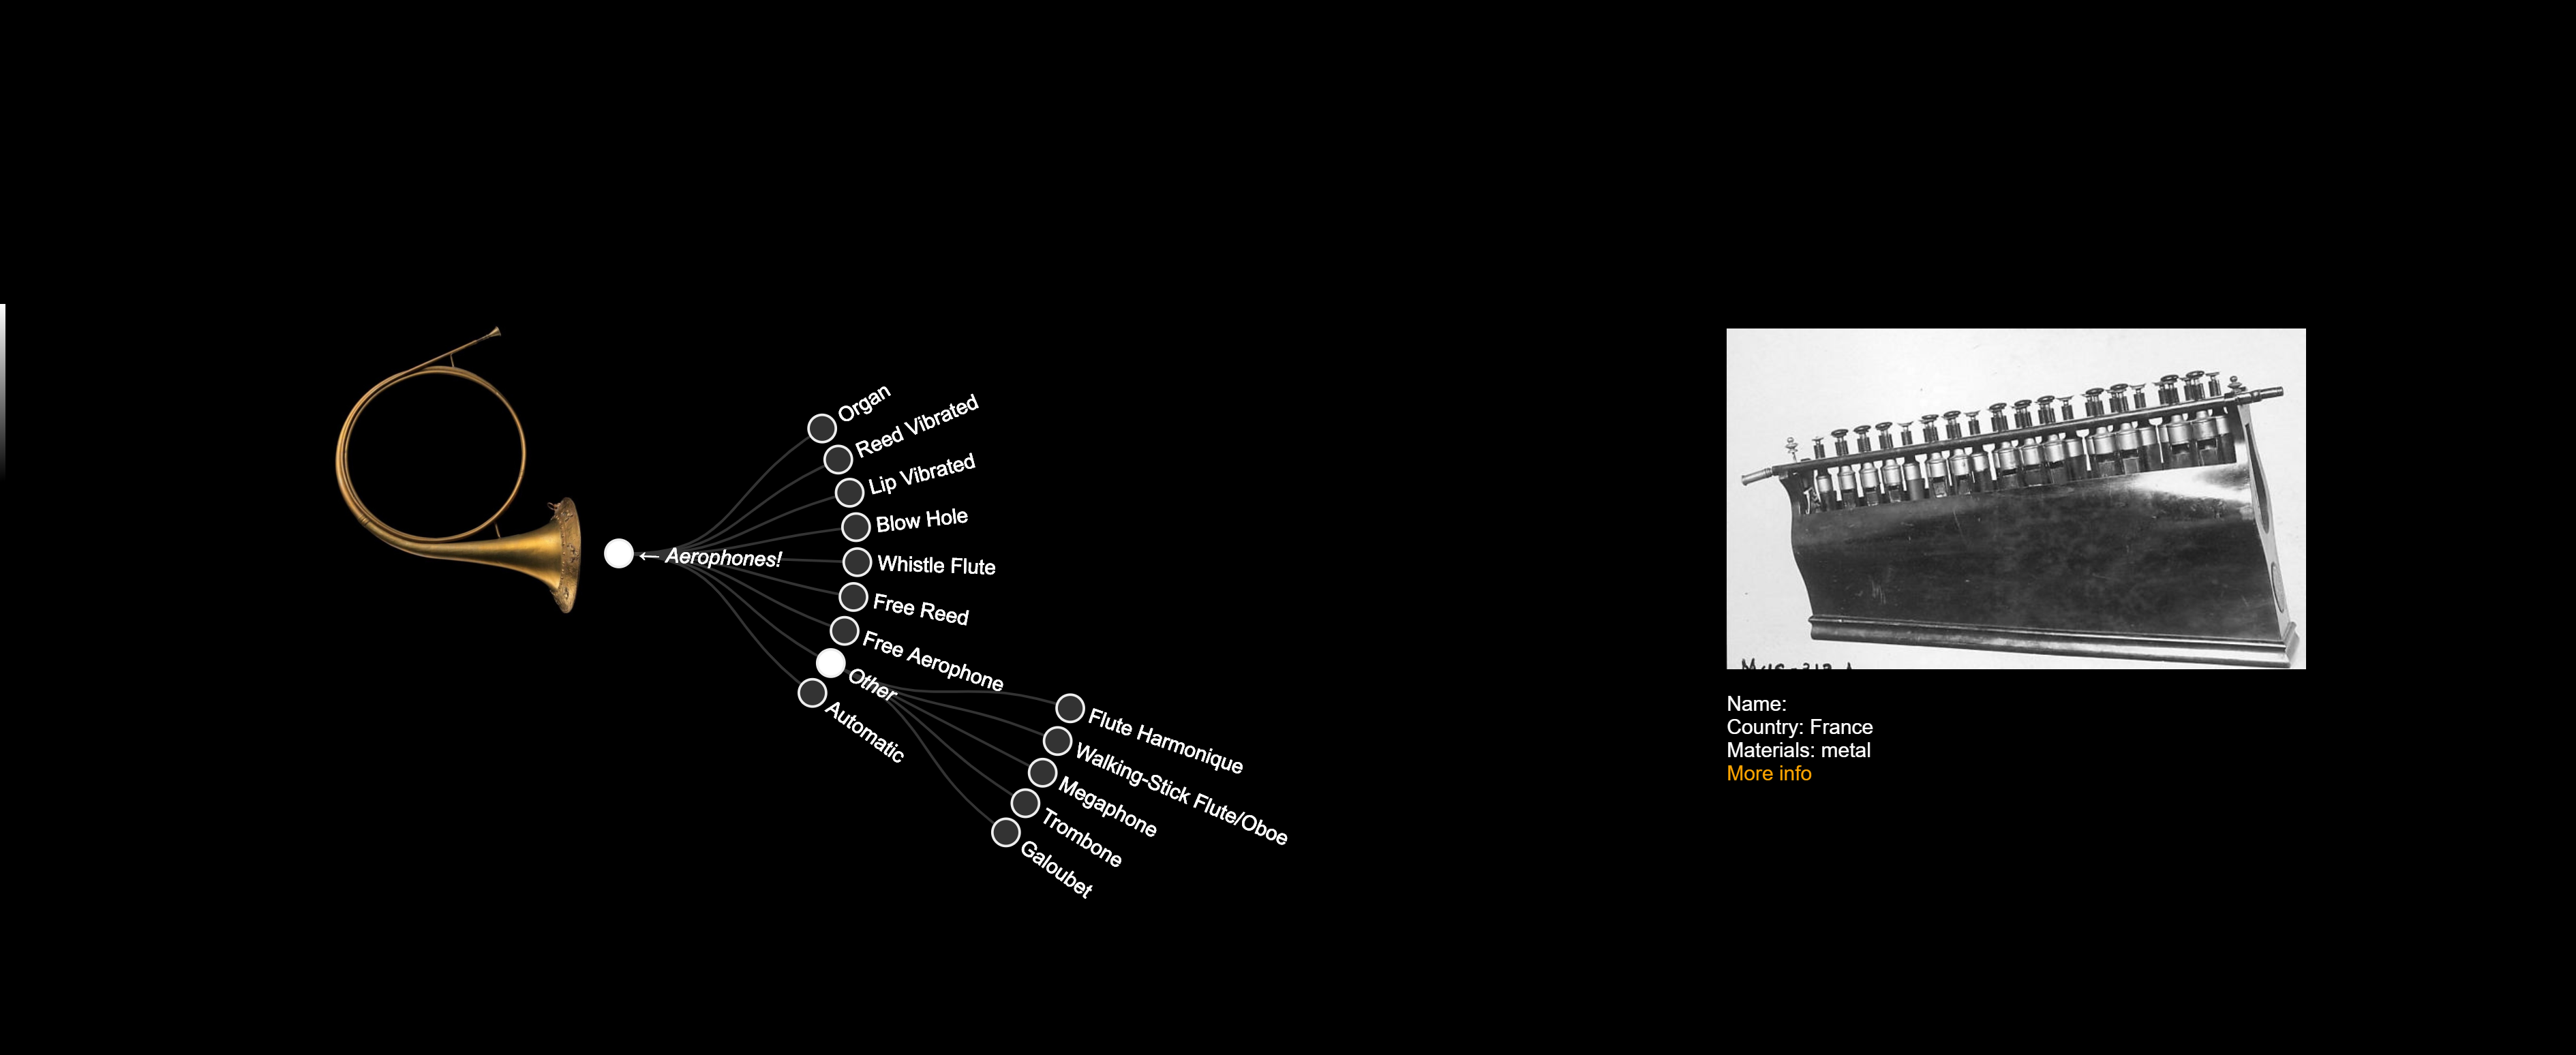 ← Aerophones!
Organ
Reed Vibrated
Lip Vibrated
Blow Hole
Whistle Flute
Free Reed
Free Aerophone
Other
Automatic
Flute Harmonique
Walking-Stick Flute/Oboe
Megaphone
Trombone
Galoubet
Name:
Country: France
Materials: metal
More info